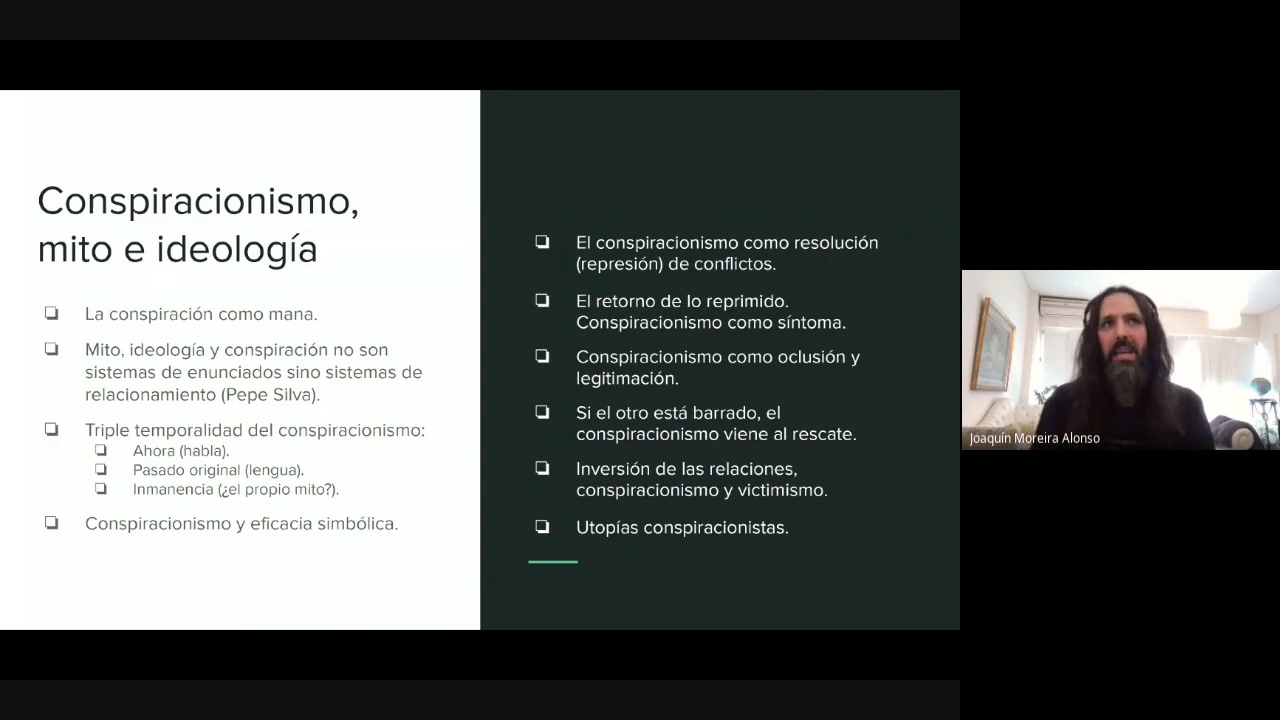 Conspiracionismo,
mito e ideología
La conspiración como mana.
Mito, ideología y conspiración no son
sistemas de enunciados sino sistemas de
relacionamiento (Pepe Silva).
Triple temporalidad del conspiracionismo:
Ahora (habla).
Pasado original (lengua).
Inmanencia (¿el propio mito?).
Conspiracionismo y eficacia simbólica.
El conspiracionismo como resolución
(represión) de conflictos.
El retorno de lo reprimido.
Conspiracionismo como síntoma.
Conspiracionismo como oclusión y
legitimación.
Si el otro está barrado, el
conspiracionismo viene al rescate.
Inversión de las relaciones,
conspiracionismo y victimismo.
Utopías conspiracionistas.
Joaquín Moreira Alonso